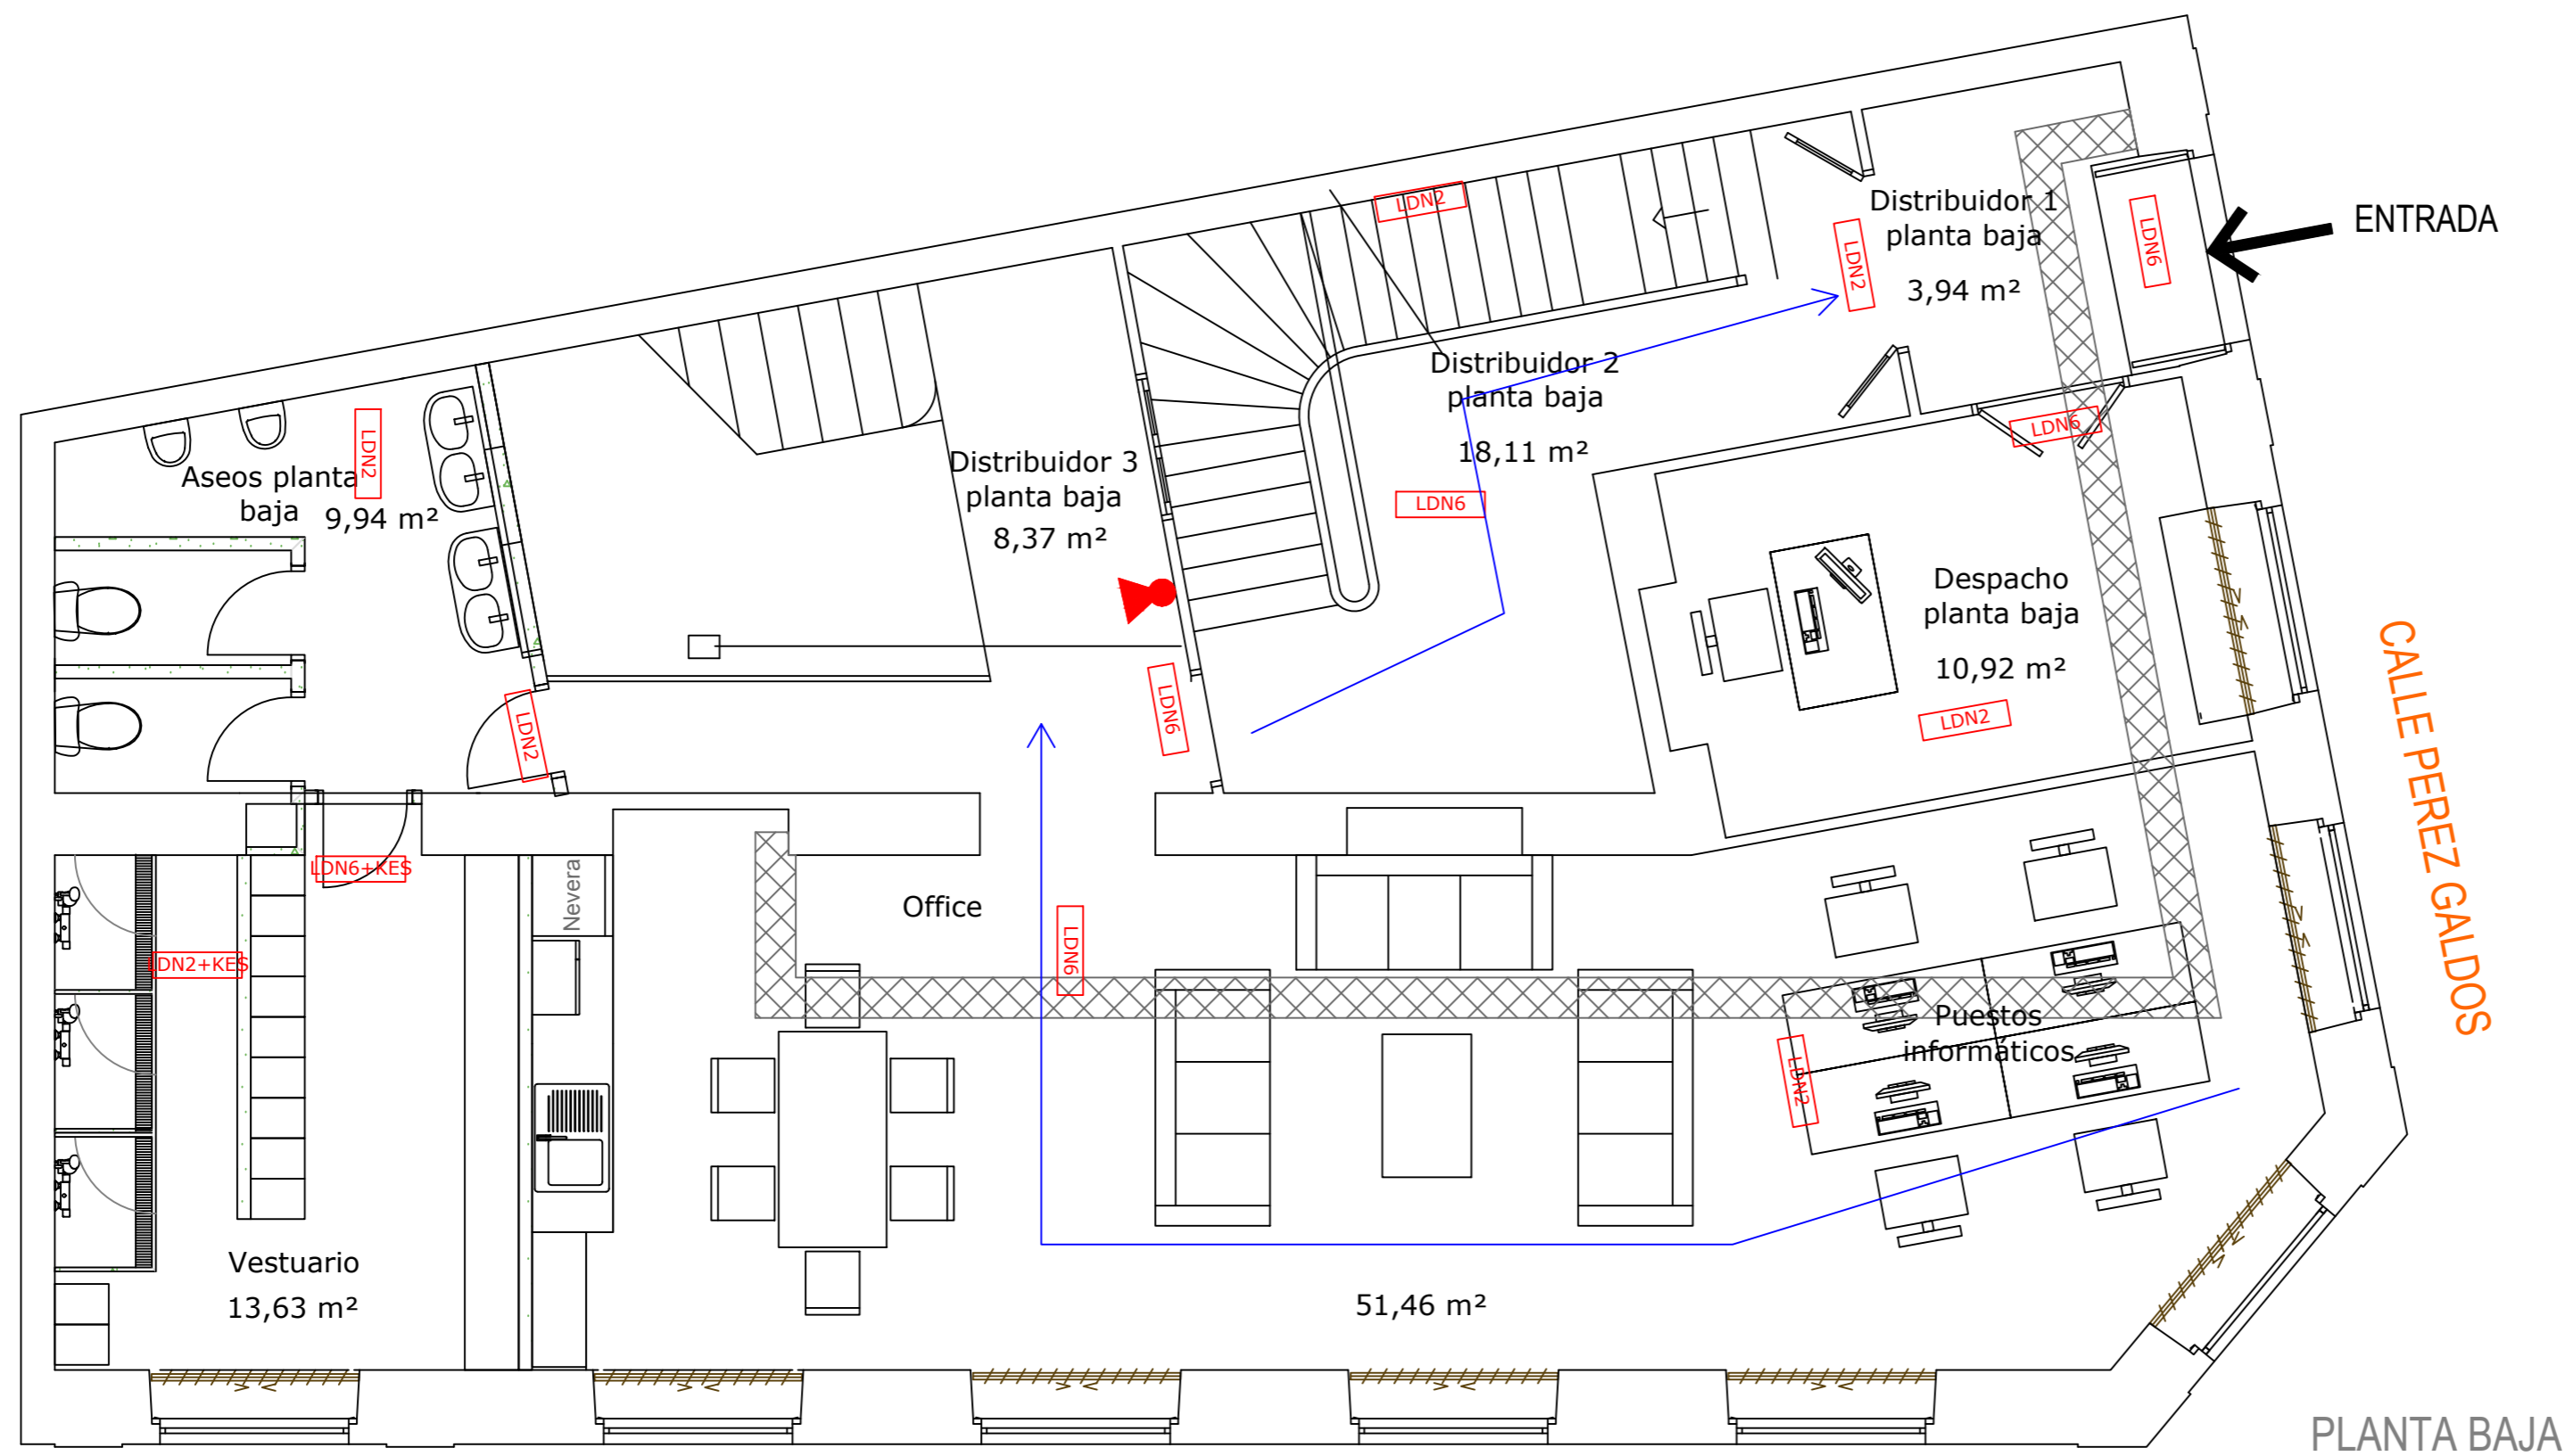 LDN2
Distribuidor 1
planta baja
3,94 m²
LDN2
LDN6
ENTRADA
Distribuidor 2
planta baja
18,11 m²
LDN6
LDN6
LDN2
Aseos planta
baja 9,94 m²
Distribuidor 3
planta baja
8,37 m²
Despacho
planta baja
10,92 m²
LDN2
LDN6
LDN2
CALLE PEREZ GALDOS
LDN6+KES
LDN2+KES
Nevera
Office
LDN6
Puestos
informáticos
LDN2
Vestuario
13,63 m²
51,46 m²
PLANTA BAJA